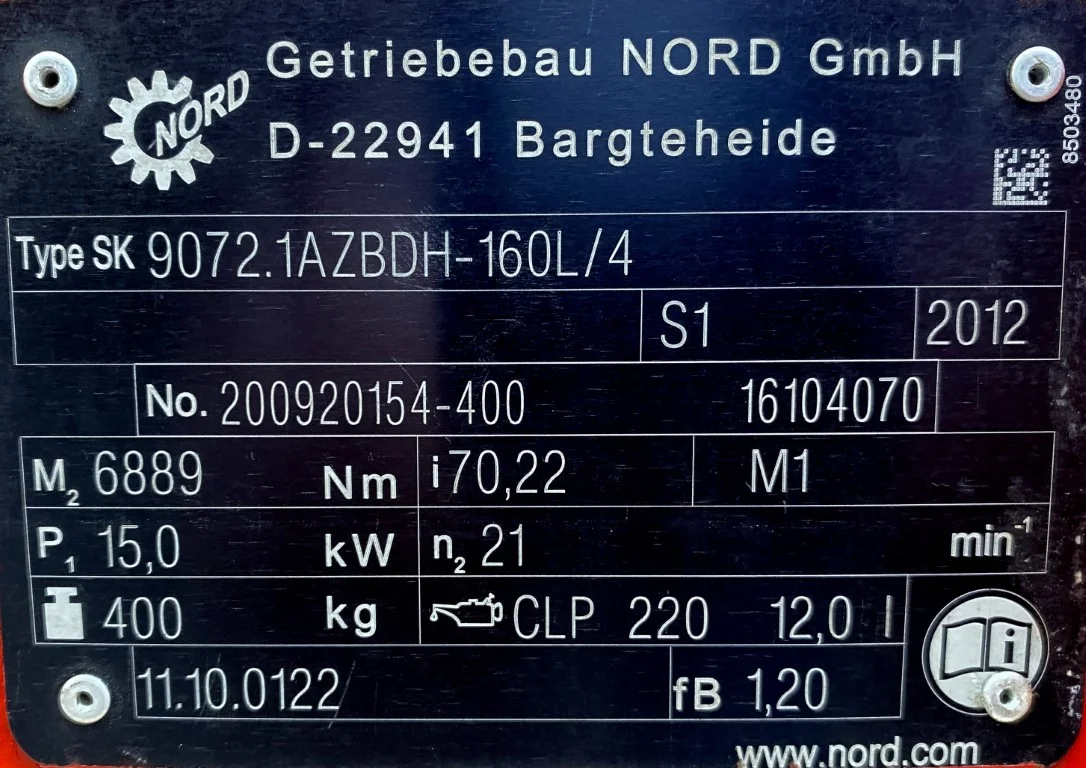 NORD
Getriebebau NORD GmbH
D-22941 Bargteheide
8503480
Type SK 9072.1AZBDH-160L/4
S1 2012
No. 200920154-400 16104070
M₂ 6889 Nm i 70,22 M1
P₁ 15,0 kW n₂ 21 min⁻¹
400 kg CLP 220 12,0 l
i
11.10.0122 fB 1,20
www.nord.com